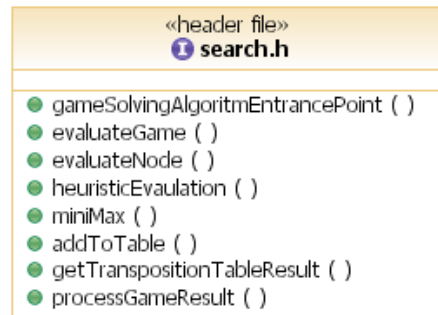 «header file»
I search.h
gameSolvingAlgoritmEntrancePoint ( )
evaluateGame ( )
evaluateNode ( )
heuristicEvaulation ( )
miniMax ( )
addToTable ( )
getTranspositionTableResult ( )
processGameResult ( )